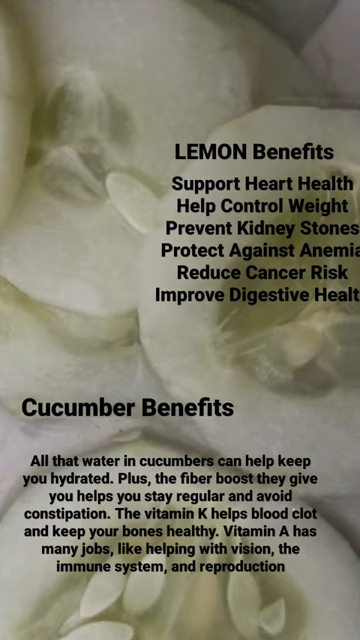 LEMON Benefits
Support Heart Health
Help Control Weight
Prevent Kidney Stones
Protect Against Anemia
Reduce Cancer Risk
Improve Digestive Healt
Cucumber Benefits
All that water in cucumbers can help keep
you hydrated. Plus, the fiber boost they give
you helps you stay regular and avoid
constipation. The vitamin K helps blood clot
and keep your bones healthy. Vitamin A has
many jobs, like helping with vision, the
immune system, and reproduction